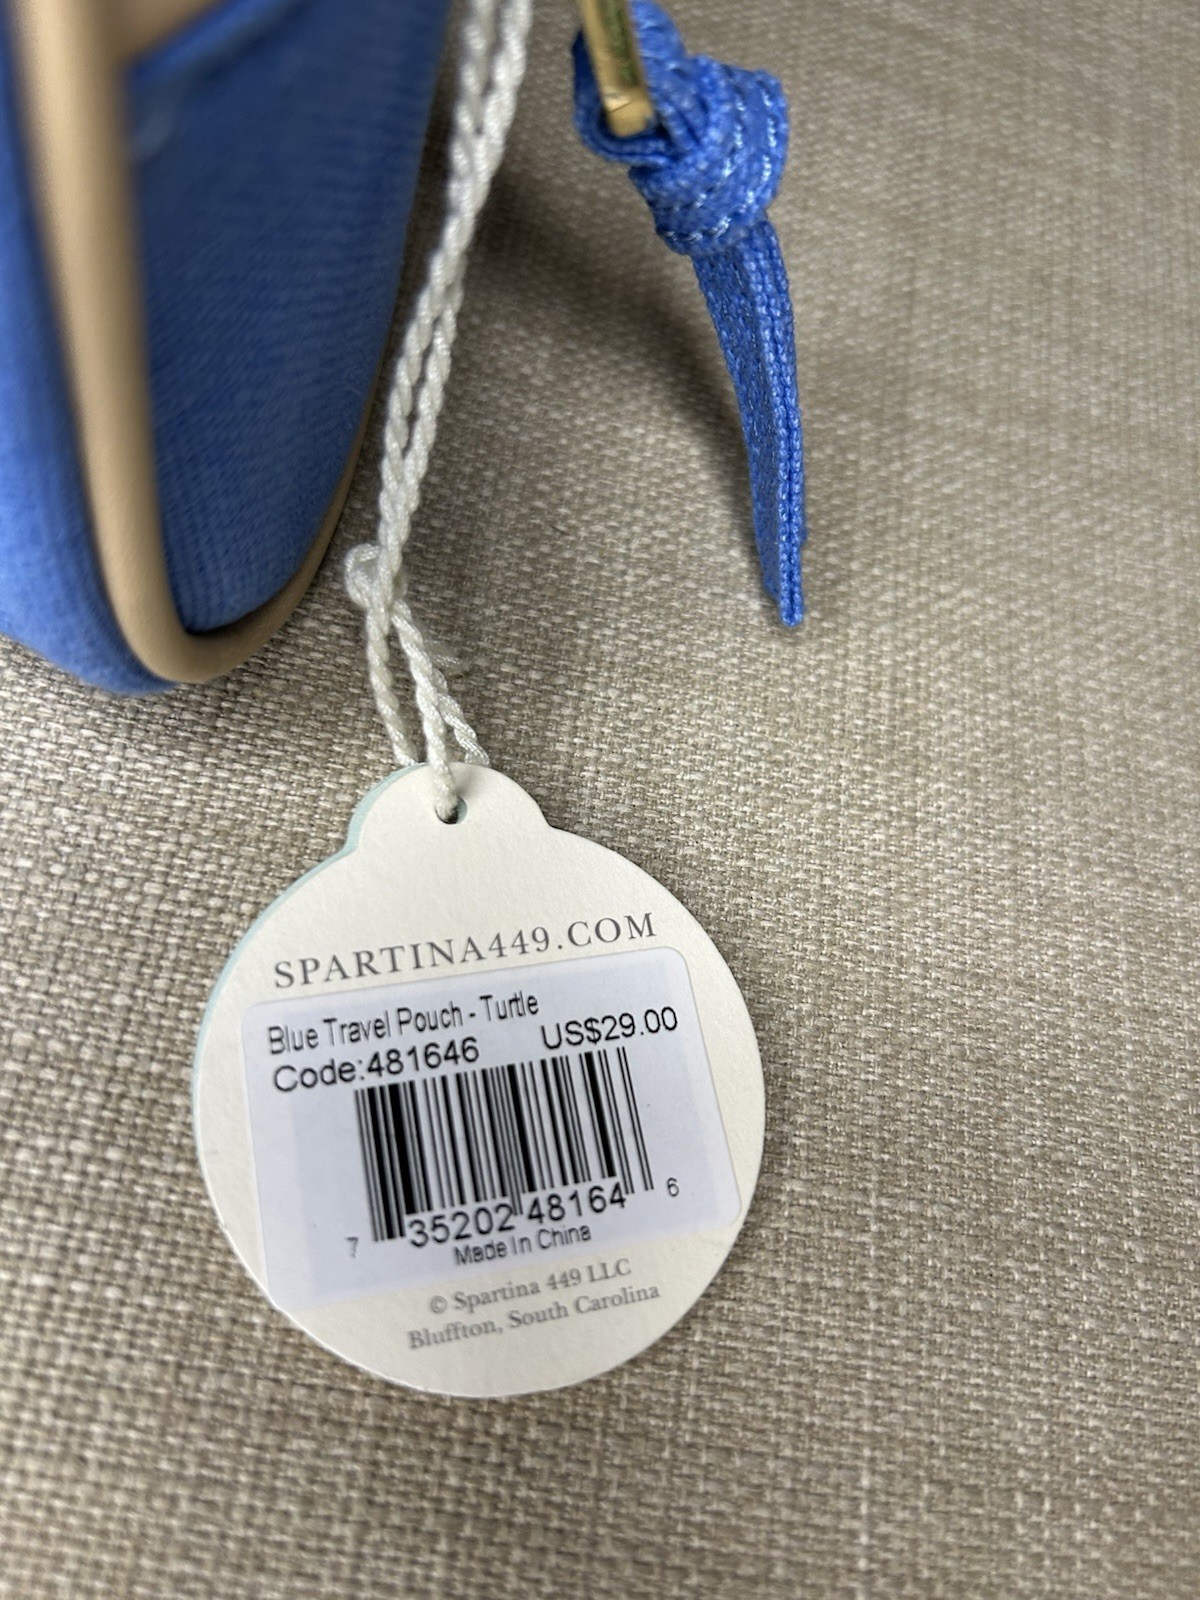 SPARTINA449.COM
Blue Travel Pouch - Turtle
Code:481646 US$29.00
7 35202 48164 6
Made In China
© Spartina 449 LLC
Bluffton, South Carolina